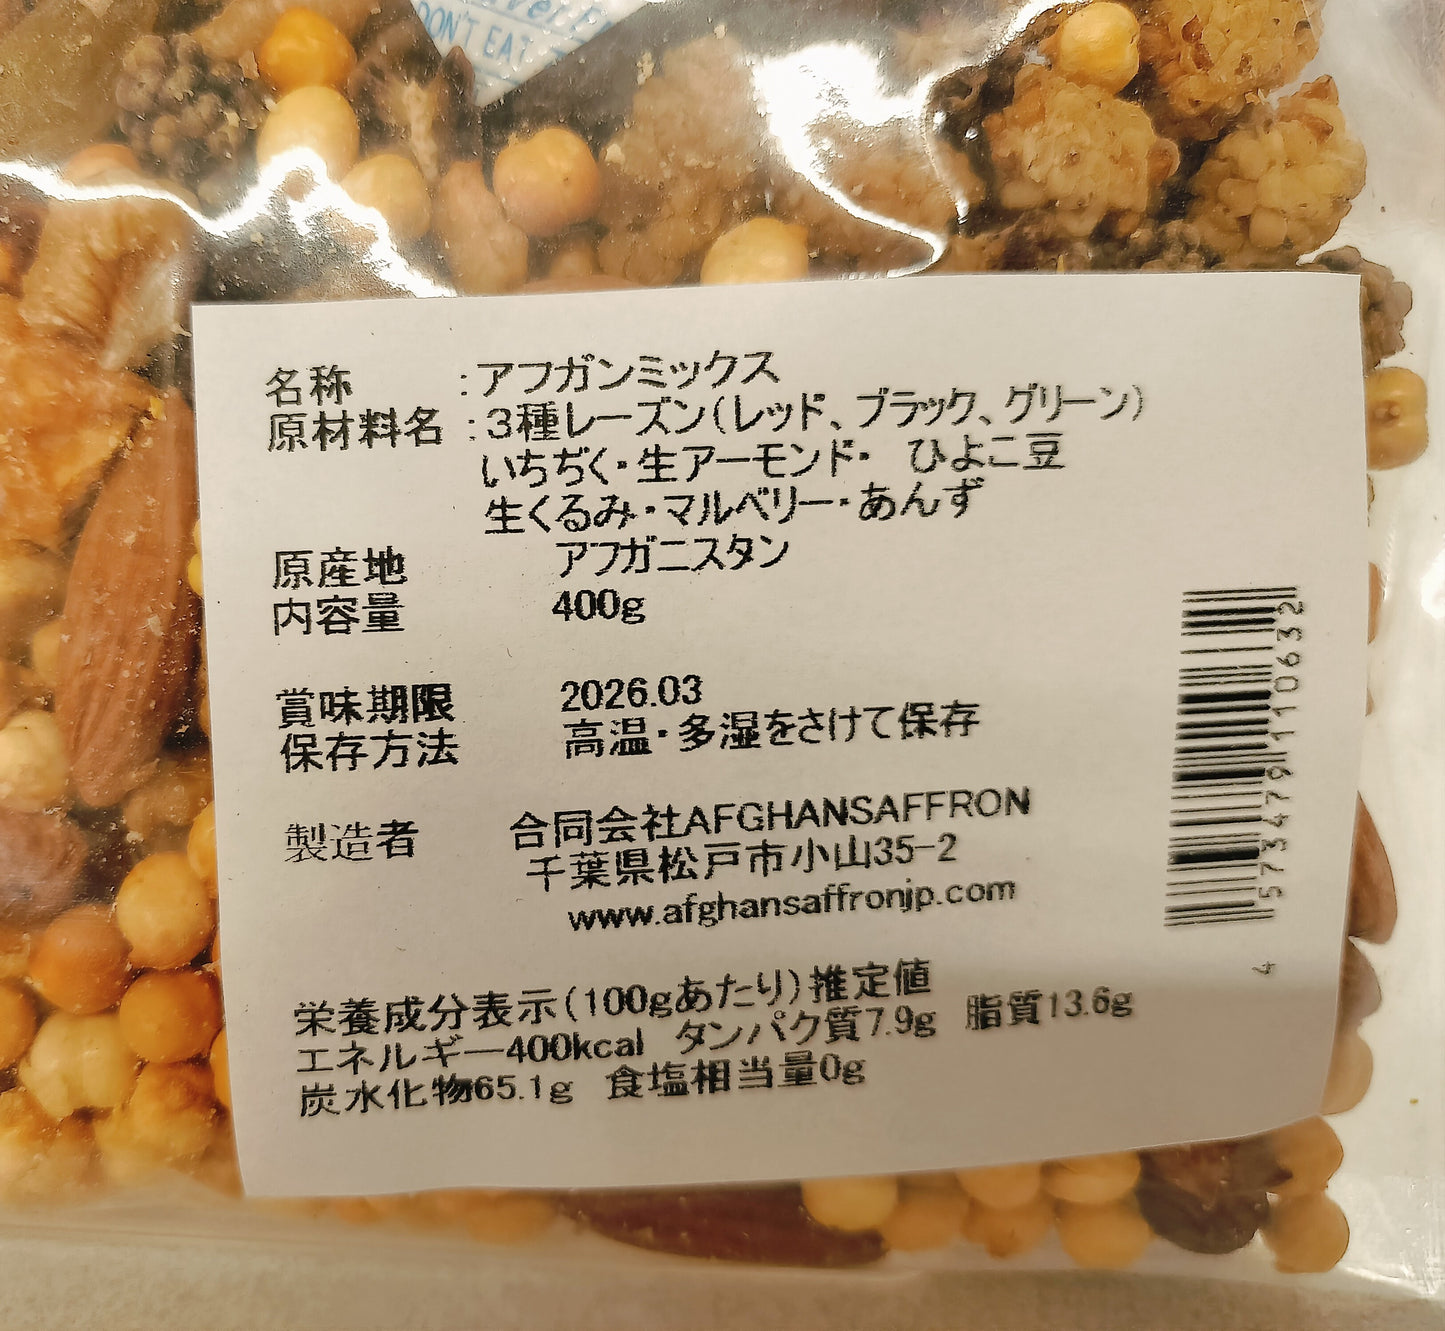 DON'T EAT
名称 :アフガンミックス
原材料名 :3種レーズン(レッド、ブラック、グリーン)
いちぢく・生アーモンド・ ひよこ豆
生くるみ・マルベリー・あんず
原産地 アフガニスタン
内容量 400g
賞味期限 2026.03
保存方法 高温・多湿をさけて保存
製造者 合同会社AFGHANSAFFRON
千葉県松戸市小山35-2
www.afghansaffronjp.com
栄養成分表示(100gあたり)推定値
エネルギー400kcal タンパク質7.9g 脂質13.6g
炭水化物65.1g 食塩相当量0g
4 573479 110632